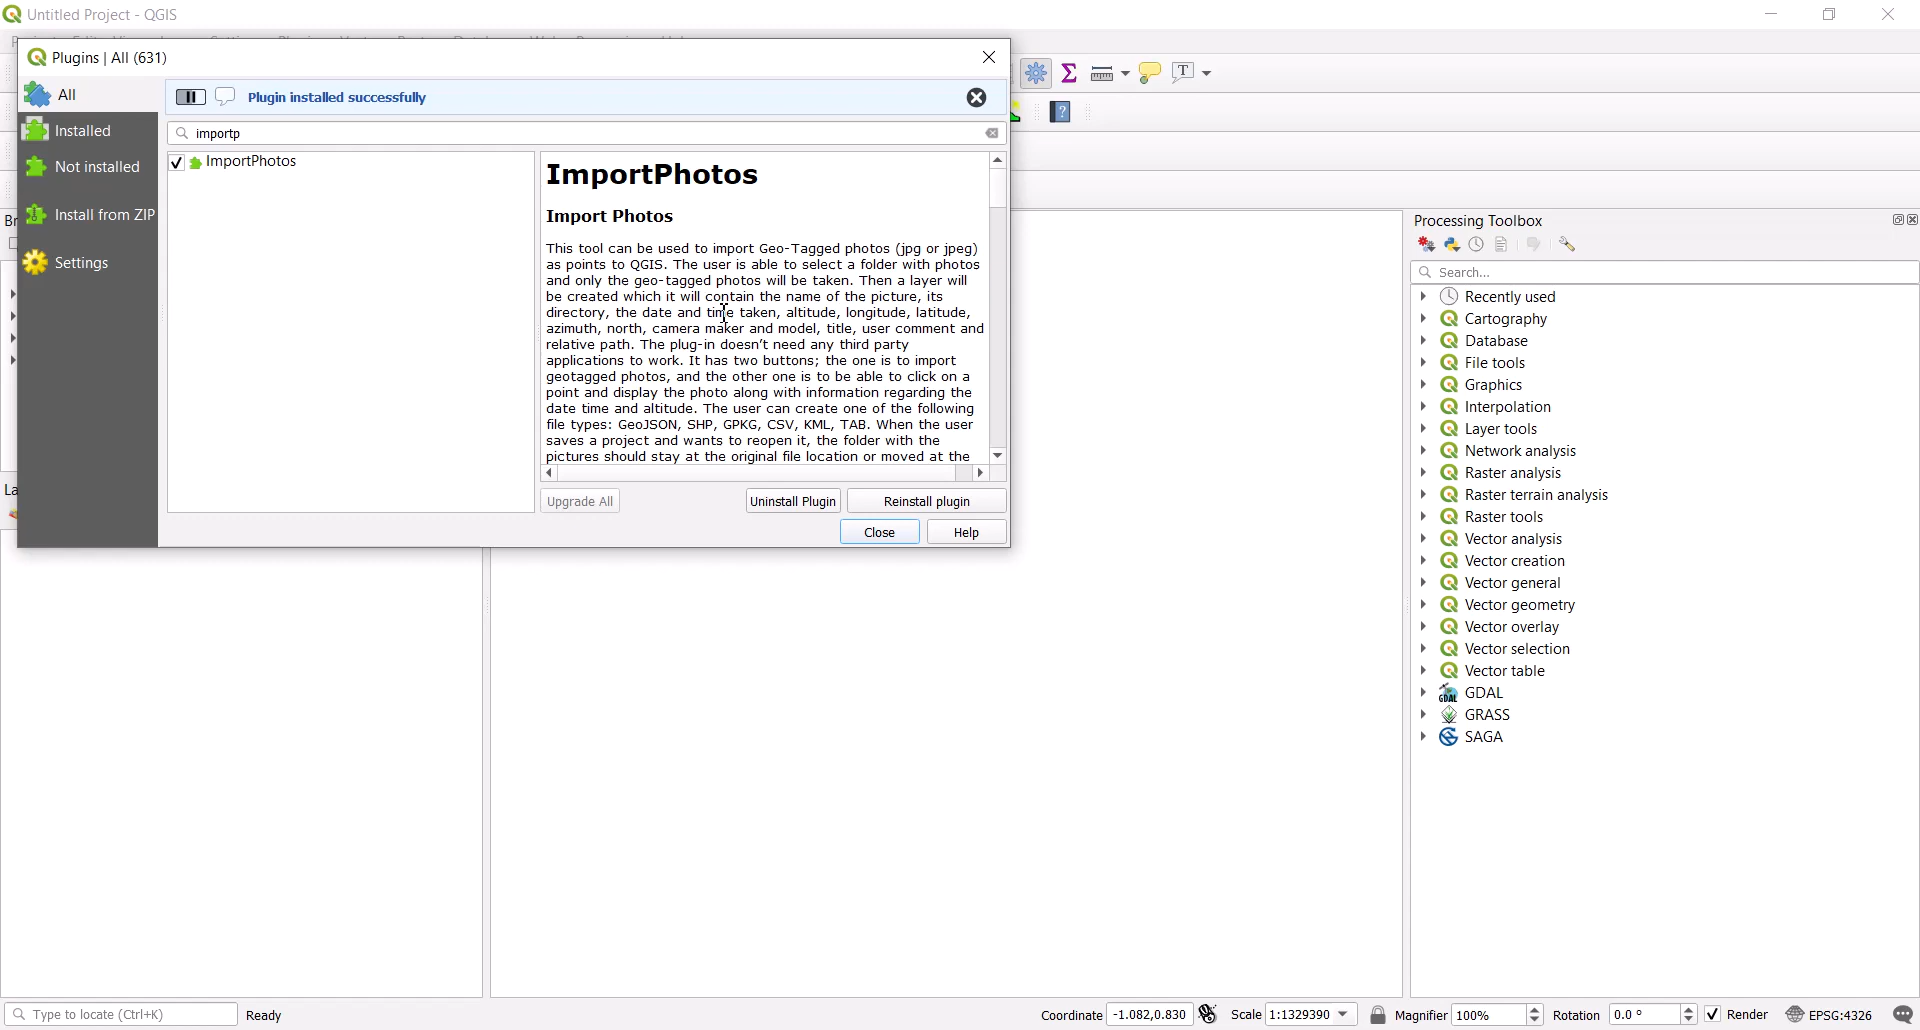 Untitled Project - QGIS
Plugins | All (631)
All
Plugin installed successfully
Installed
importp
Not installed
ImportPhotos
Install from ZIP
Settings
ImportPhotos
Import Photos
This tool can be used to import Geo-Tagged photos (jpg or jpeg)
as points to QGIS. The user is able to select a folder with photos
and only the geo-tagged photos will be taken. Then a layer will
be created which it will contain the name of the picture, its
directory, the date and time taken, altitude, longitude, latitude,
azimuth, north, camera maker and model, title, user comment and
relative path. The plug-in doesn't need any third party
applications to work. It has two buttons; the one is to import
geotagged photos, and the other one is to be able to click on a
point and display the photo along with information regarding the
date time and altitude. The user can create one of the following
file types: GeoJSON, SHP, GPKG, CSV, KML, TAB. When the user
saves a project and wants to reopen it, the folder with the
pictures should stay at the original file location or moved at the
Upgrade All
Uninstall Plugin
Reinstall plugin
Close
Help
Br
La
T
Processing Toolbox
Search...
Recently used
Cartography
Database
File tools
Graphics
Interpolation
Layer tools
Network analysis
Raster analysis
Raster terrain analysis
Raster tools
Vector analysis
Vector creation
Vector general
Vector geometry
Vector overlay
Vector selection
Vector table
GDAL
GRASS
SAGA
Type to locate (Ctrl+K)
Ready
Coordinate
-1.082,0.830
Scale
1:1329390
Magnifier
100%
Rotation
0.0 °
Render
EPSG:4326